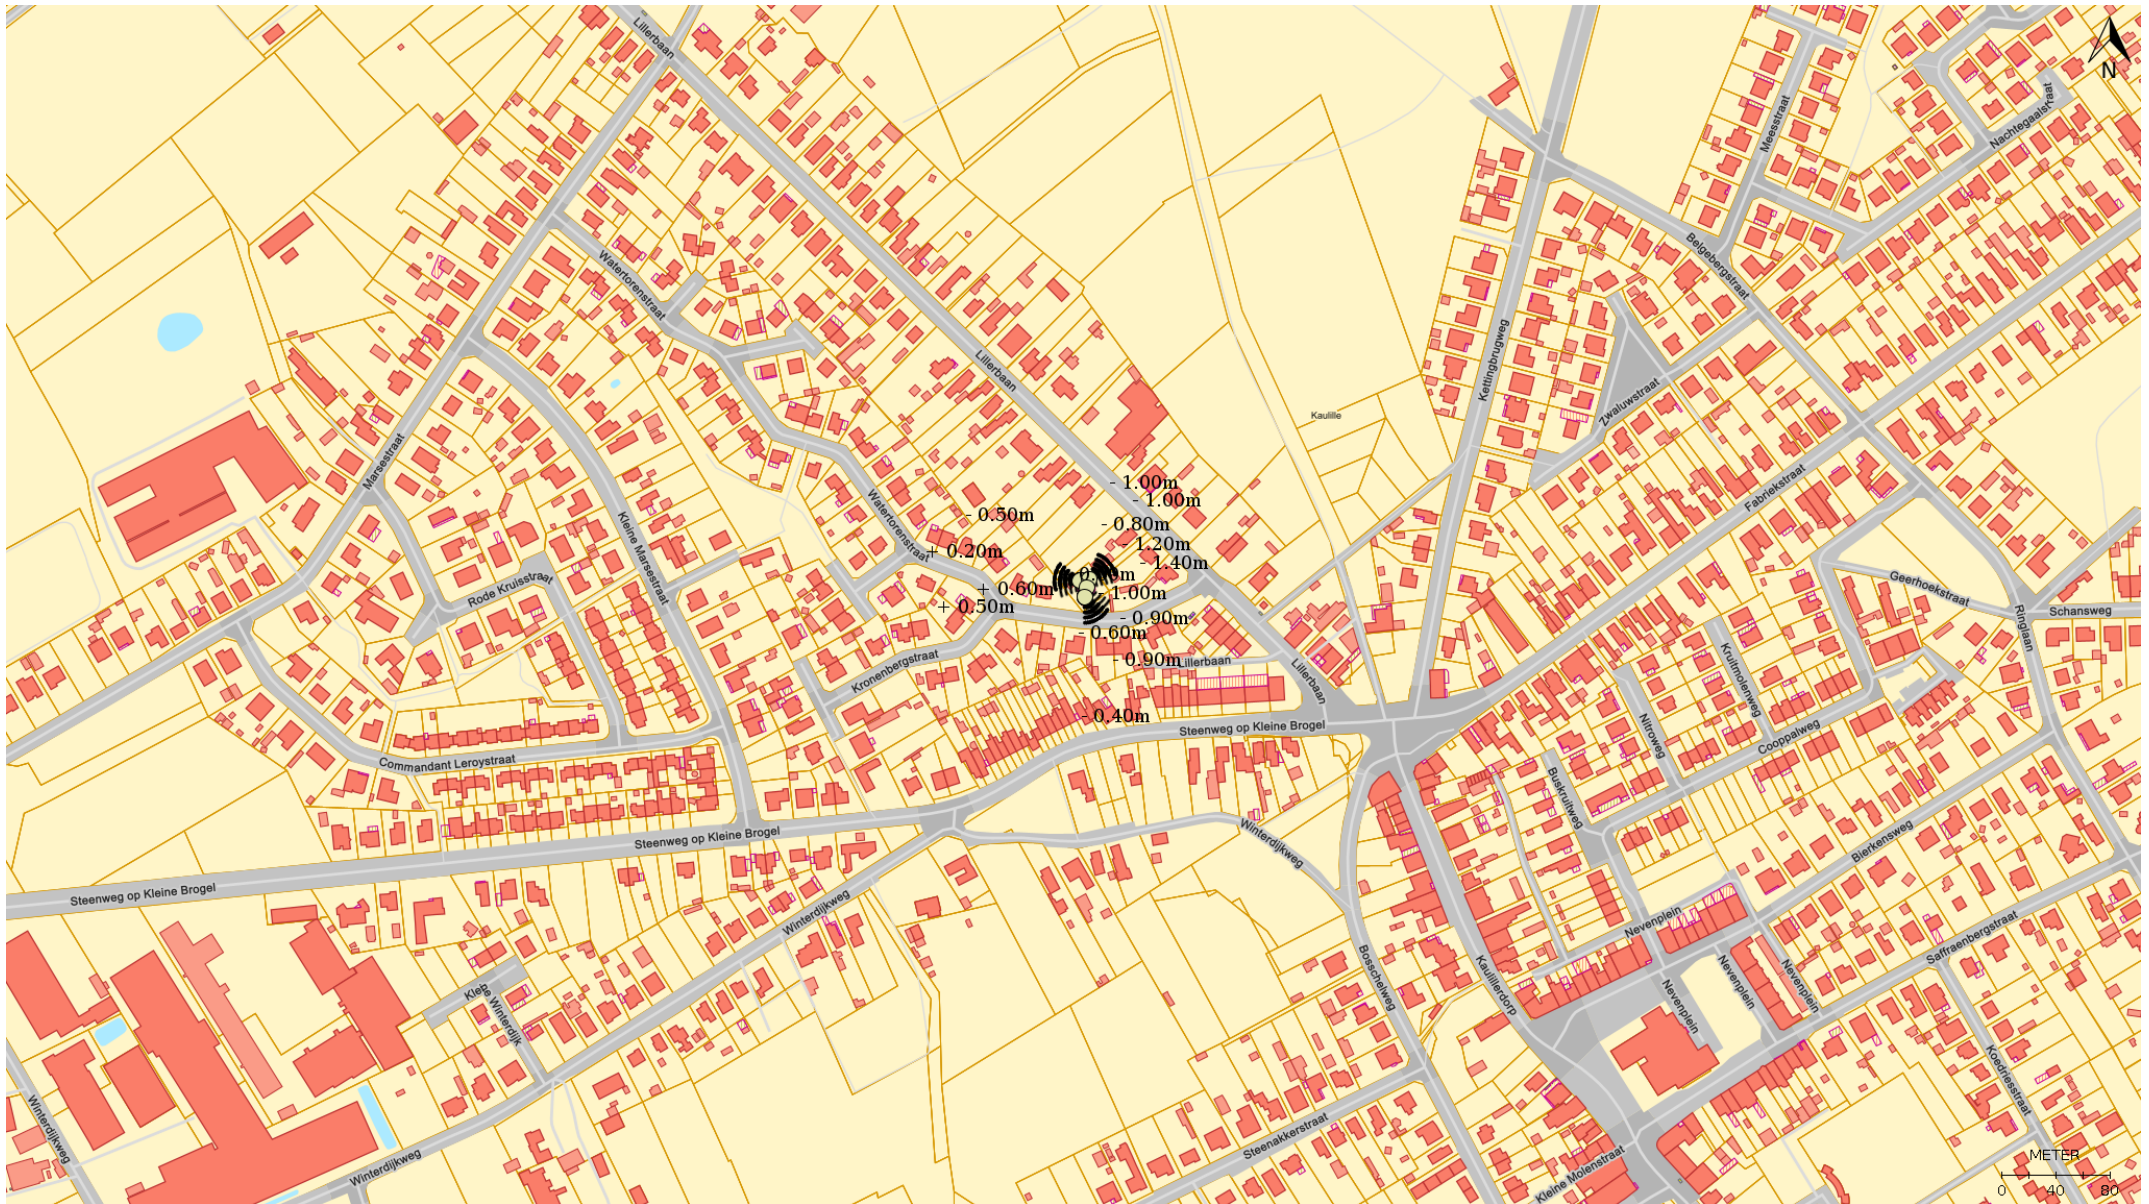 Lillerbaan
N
Meesstraat
Nachtegaalstraat
Belgebergstraat
Watertorenstraat
Kettingbrugweg
Lillerbaan
Zwaluwstraat
Kaulille
Marsestraat
Fabriekstraat
- 1.00m
- 1.00m
- 0.50m
- 0.80m
Watertorenstraat
Kleine Marsestraat
+ 0.20m
- 1.20m
- 1.40m
Rode Kruisstraat
+ 0.60m
- 1.00m
+ 0.50m
- 0.90m
- 0.60m
Geerhoekstraat
Schansweg
Ringlaan
- 0.90m
Lillerbaan
Kronenbergstraat
Lillerbaan
Kruitmolenweg
- 0.40m
Steenweg op Kleine Brogel
Nitroweg
Cooppalweg
Commandant Leroystraat
Buskruitweg
Steenweg op Kleine Brogel
Winterdijkweg
Bierkensweg
Steenweg op Kleine Brogel
Winterdijkweg
Nevenplein
Saffraenbergstraat
Bosschelweg
Kaulillerdorp
Nevenplein
Nevenplein
Nevenplein
Kleine Winterdijk
Koedriesstraat
Winterdijkweg
Steenakkerstraat
Winterdijkweg
Kleine Molenstraat
METER
0 40 80